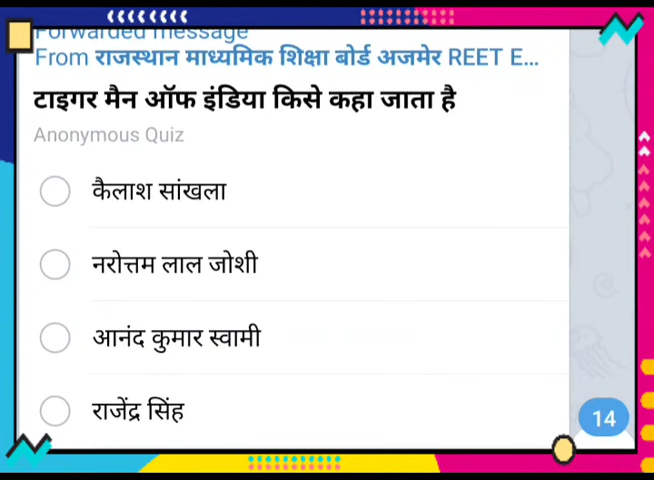 Forwarded message
From राजस्थान माध्यमिक शिक्षा बोर्ड अजमेर REET E...
टाइगर मैन ऑफ इंडिया किसे कहा जाता है
Anonymous Quiz
कैलाश सांखला
नरोत्तम लाल जोशी
आनंद कुमार स्वामी
राजेंद्र सिंह
14